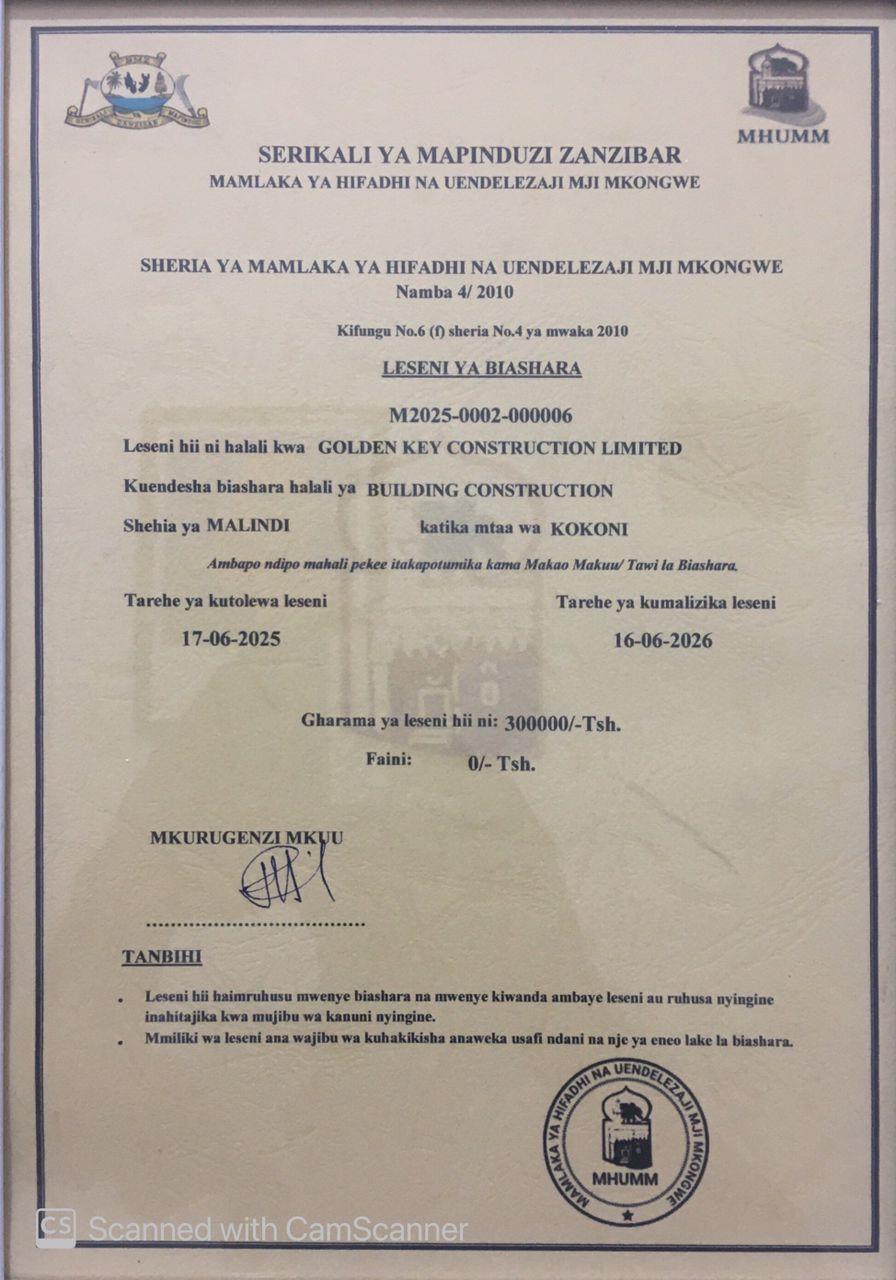 SMZ
SERIKALI YA MAPINDUZI ZANZIBAR
MHUMM
SERIKALI YA MAPINDUZI ZANZIBAR
MAMLAKA YA HIFADHI NA UENDELEZAJI MJI MKONGWE
SHERIA YA MAMLAKA YA HIFADHI NA UENDELEZAJI MJI MKONGWE
Namba 4/ 2010
Kifungu No.6 (f) sheria No.4 ya mwaka 2010
LESENI YA BIASHARA
M2025-0002-000006
Leseni hii ni halali kwa GOLDEN KEY CONSTRUCTION LIMITED
Kuendesha biashara halali ya BUILDING CONSTRUCTION
Shehia ya MALINDI katika mtaa wa KOKONI
Ambapo ndipo mahali pekee itakapotumika kama Makao Makuu/ Tawi la Biashara.
Tarehe ya kutolewa leseni Tarehe ya kumalizika leseni
17-06-2025 16-06-2026
Gharama ya leseni hii ni: 300000/-Tsh.
Faini: 0/- Tsh.
MKURUGENZI MKUU
TANBIHI
. Leseni hii haimruhusu mwenye biashara na mwenye kiwanda ambaye leseni au ruhusa nyingine
inahitajika kwa mujibu wa kanuni nyingine.
. Mmiliki wa leseni ana wajibu wa kuhakikisha anaweka usafi ndani na nje ya eneo lake la biashara.
MAMLAKA YA HIFADHI NA UENDELEZAJI MJI MKONGWE
MHUMM
CS Scanned with CamScanner